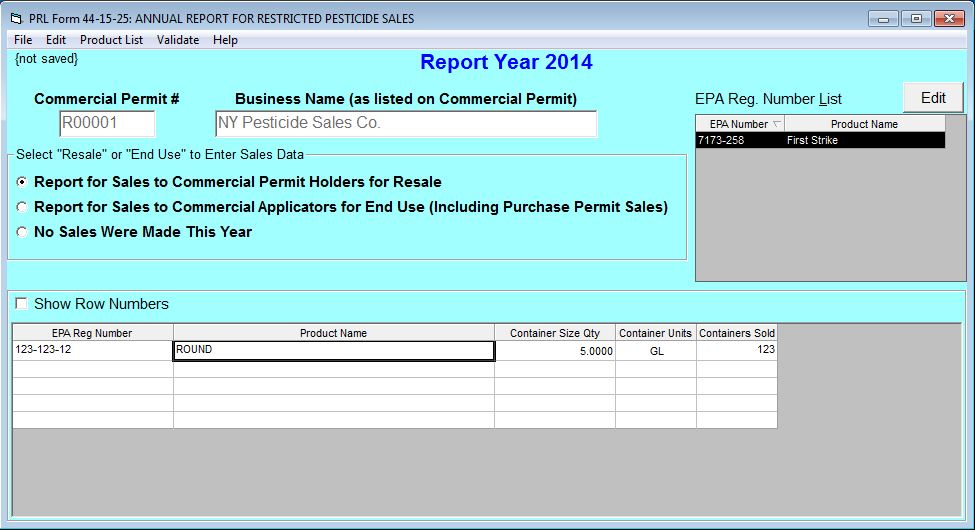 PRL Form 44-15-25: ANNUAL REPORT FOR RESTRICTED PESTICIDE SALES
File Edit Product List Validate Help
{not saved}
Report Year 2014
Commercial Permit # Business Name (as listed on Commercial Permit)
R00001 NY Pesticide Sales Co.
EPA Reg. Number List Edit
EPA Number Product Name
7173-258 First Strike
Select "Resale" or "End Use" to Enter Sales Data
Report for Sales to Commercial Permit Holders for Resale
Report for Sales to Commercial Applicators for End Use (Including Purchase Permit Sales)
No Sales Were Made This Year
Show Row Numbers
EPA Reg Number Product Name Container Size Qty Container Units Containers Sold
123-123-12 ROUND 5.0000 GL 123